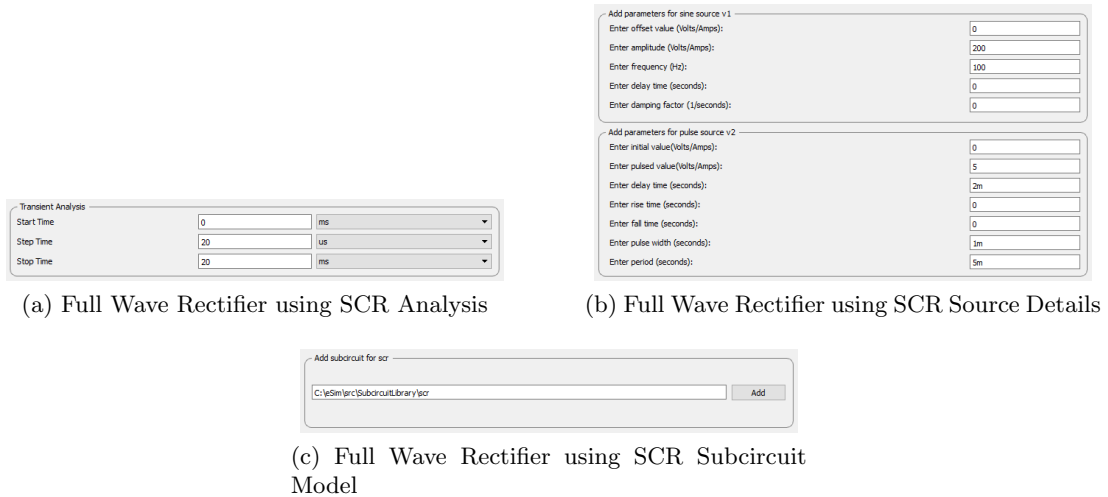 Transient Analysis
Start Time 0 ms
Step Time 20 us
Stop Time 20 ms
(a) Full Wave Rectifier using SCR Analysis
Add parameters for sine source v1
Enter offset value (Volts/Amps): 0
Enter amplitude (Volts/Amps): 200
Enter frequency (Hz): 100
Enter delay time (seconds): 0
Enter damping factor (1/seconds): 0
Add parameters for pulse source v2
Enter initial value(Volts/Amps): 0
Enter pulsed value(Volts/Amps): 5
Enter delay time (seconds): 2m
Enter rise time (seconds): 0
Enter fall time (seconds): 0
Enter pulse width (seconds): 1m
Enter period (seconds): 5m
(b) Full Wave Rectifier using SCR Source Details
Add subcircuit for scr
C:\eSim\src\SubcircuitLibrary\scr Add
(c) Full Wave Rectifier using SCR Subcircuit
Model